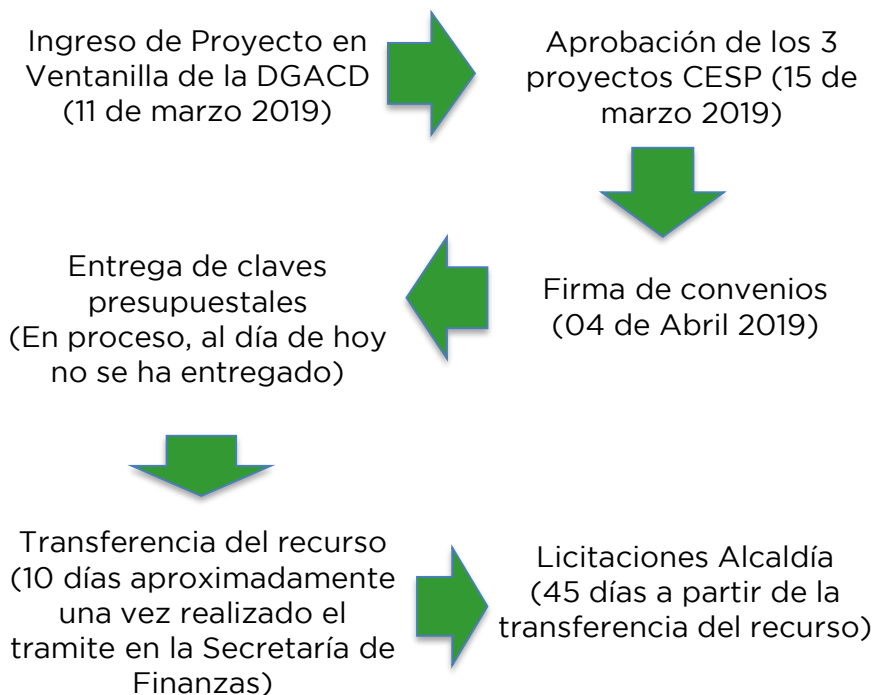 Ingreso de Proyecto en
Ventanilla de la DGACD
(11 de marzo 2019)
Aprobación de los 3
proyectos CESP (15 de
marzo 2019)
Firma de convenios
(04 de Abril 2019)
Entrega de claves
presupuestales
(En proceso, al día de hoy
no se ha entregado)
Transferencia del recurso
(10 días aproximadamente
una vez realizado el
tramite en la Secretaría de
Finanzas)
Licitaciones Alcaldía
(45 días a partir de la
transferencia del recurso)